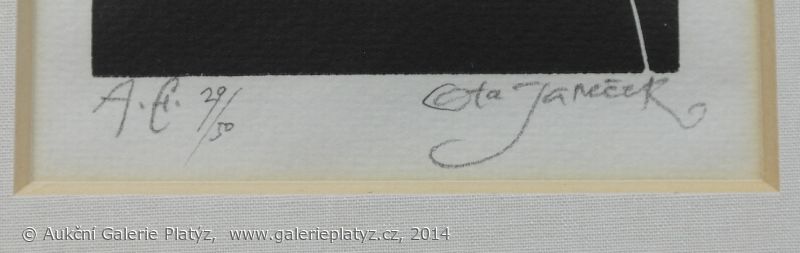 A.Č. 29/50 Ota Janeček
© Aukční Galerie Platýz, www.galerieplatyz.cz, 2014